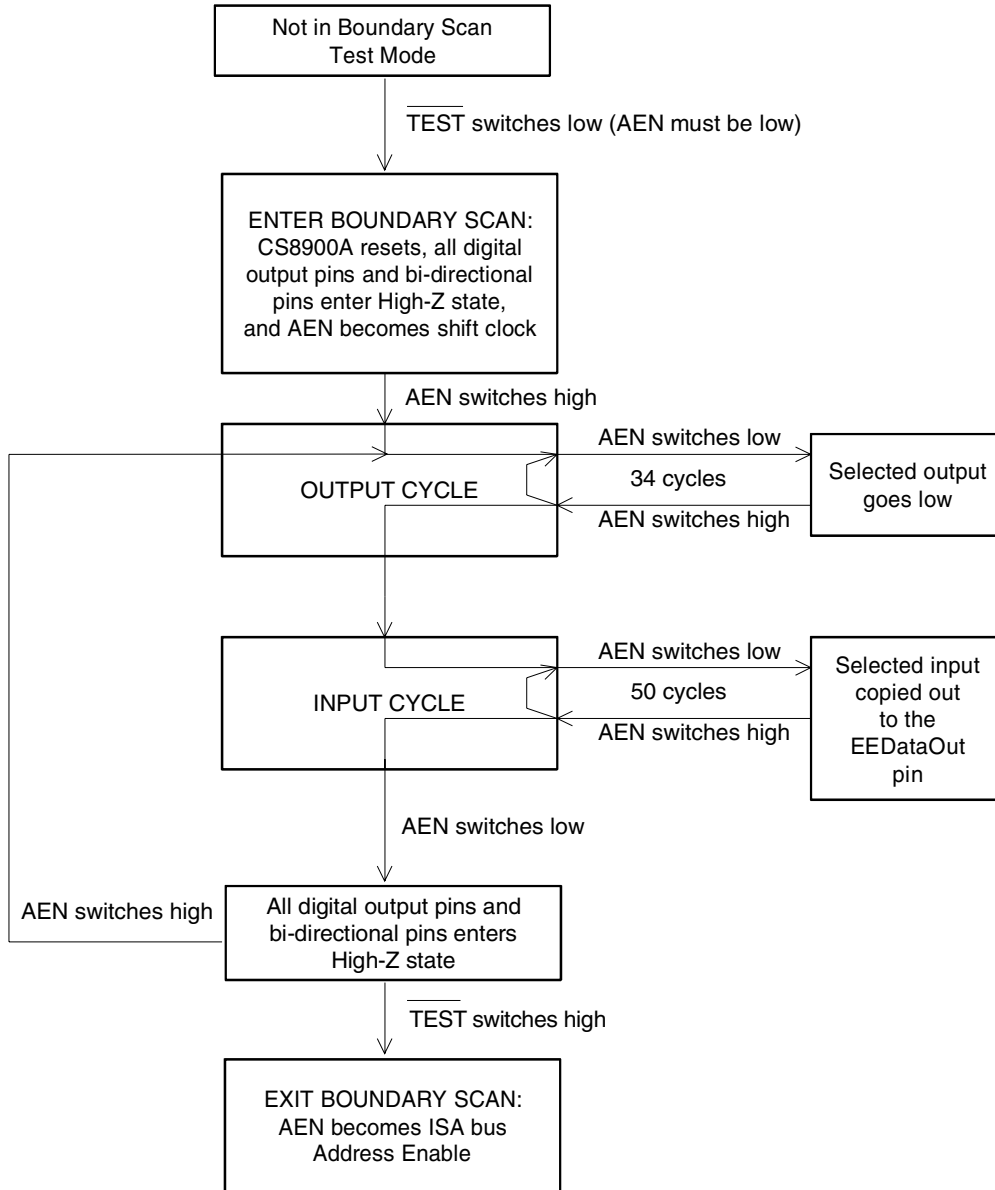 Not in Boundary Scan
Test Mode
TEST switches low (AEN must be low)
ENTER BOUNDARY SCAN:
CS8900A resets, all digital
output pins and bi-directional
pins enter High-Z state,
and AEN becomes shift clock
AEN switches high
OUTPUT CYCLE
AEN switches low
34 cycles
AEN switches high
Selected output
goes low
INPUT CYCLE
AEN switches low
50 cycles
AEN switches high
Selected input
copied out
to the
EEDataOut
pin
AEN switches low
AEN switches high
All digital output pins and
bi-directional pins enters
High-Z state
TEST switches high
EXIT BOUNDARY SCAN:
AEN becomes ISA bus
Address Enable